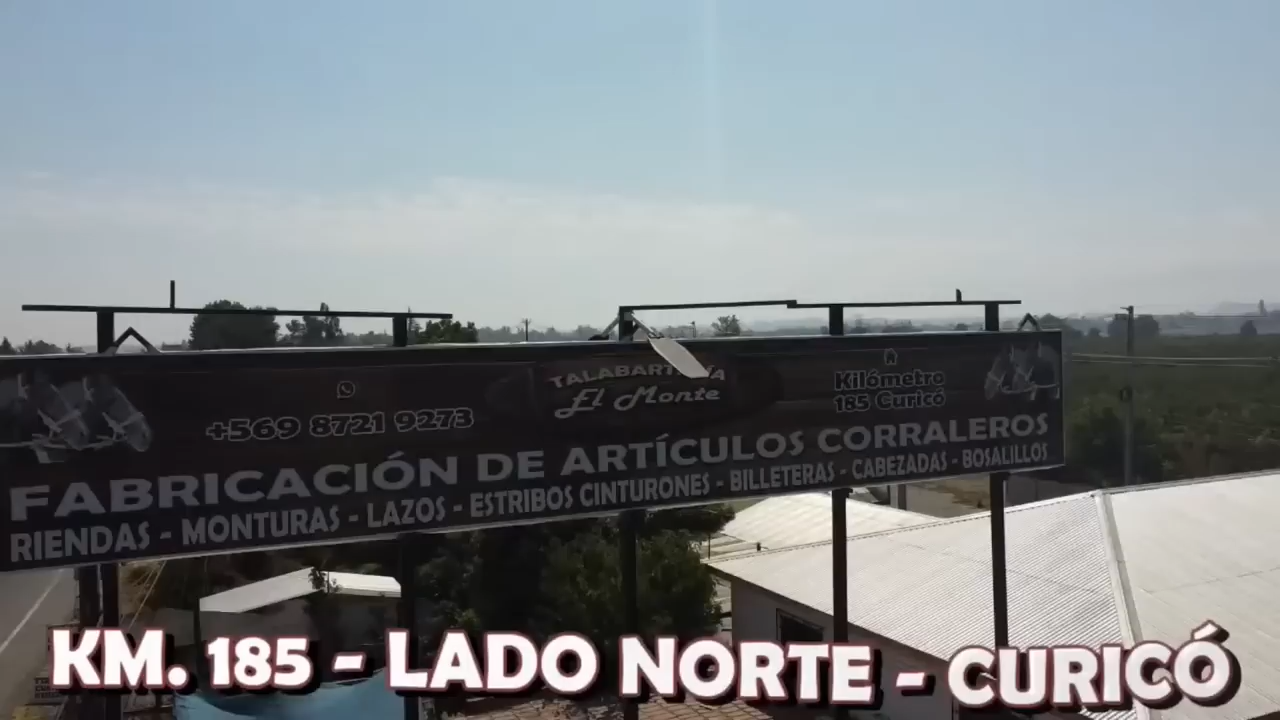 TALABARTERÍA
El Monte
+569 8721 9273
Kilómetro
185 Curicó
FABRICACIÓN DE ARTÍCULOS CORRALEROS
RIENDAS - MONTURAS - LAZOS - ESTRIBOS CINTURONES - BILLETERAS - CABEZADAS - BOSALILLOS
KM. 185 - LADO NORTE - CURICÓ